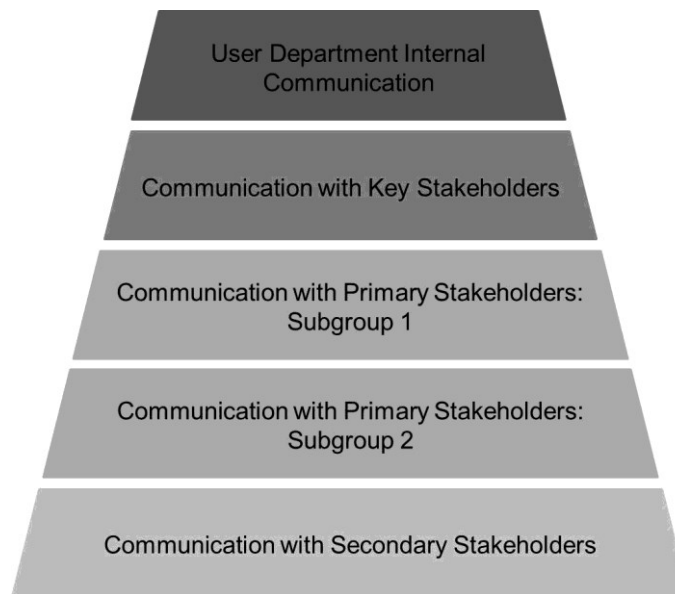 User Department Internal
Communication
Communication with Key Stakeholders
Communication with Primary Stakeholders:
Subgroup 1
Communication with Primary Stakeholders:
Subgroup 2
Communication with Secondary Stakeholders